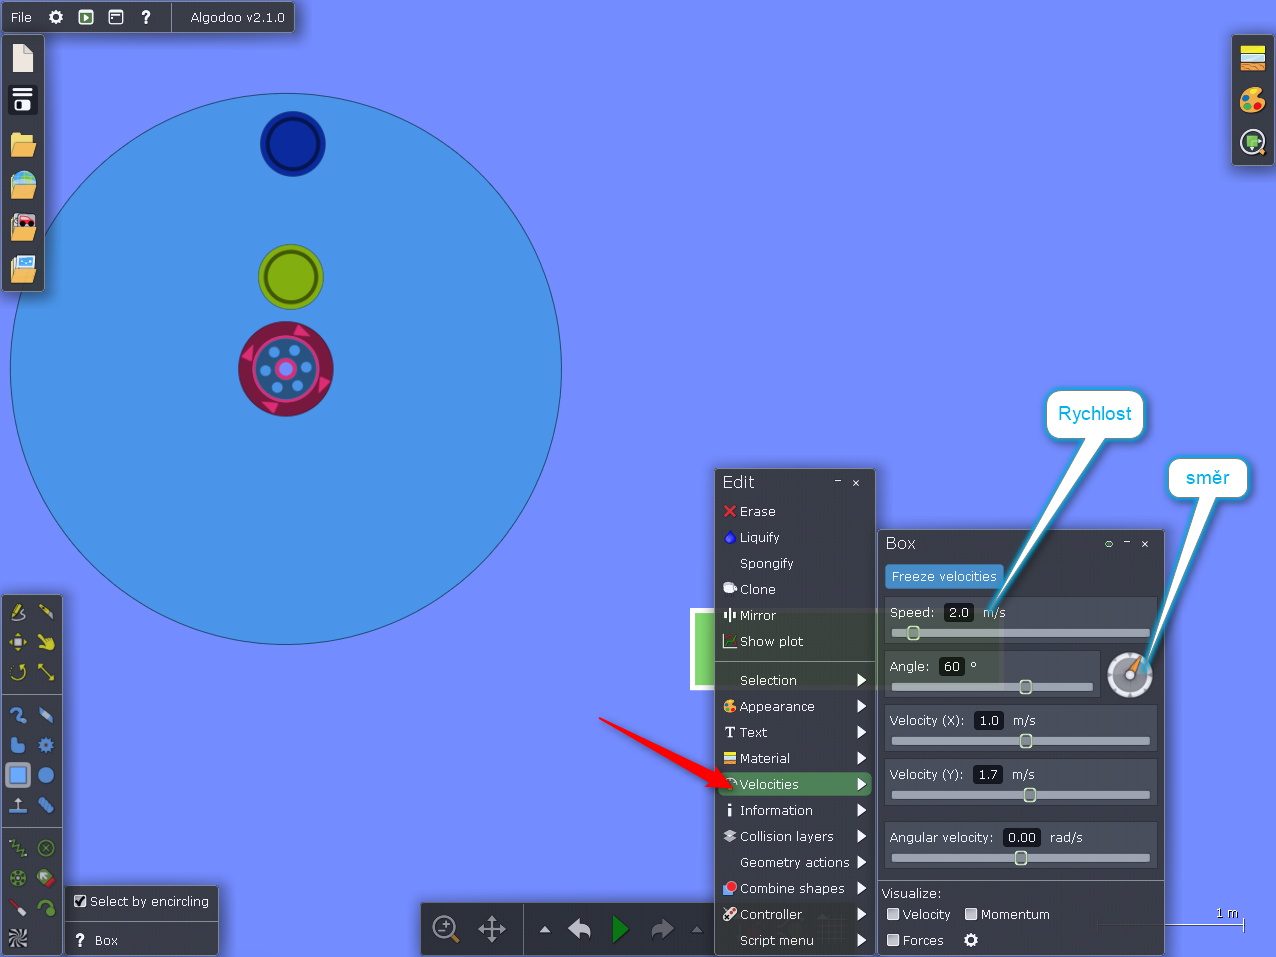 File
?
Algodoo v2.1.0
Rychlost
směr
Edit
Erase
Liquify
Spongify
Clone
Mirror
Show plot
Selection
Appearance
T Text
Material
Velocities
Information
Collision layers
Geometry actions
Combine shapes
Controller
Script menu
Box
Freeze velocities
Speed: 2.0 m/s
Angle: 60 °
Velocity (X): 1.0 m/s
Velocity (Y): 1.7 m/s
Angular velocity: 0.00 rad/s
Visualize:
Velocity Momentum
Forces
Select by encircling
? Box
1 m